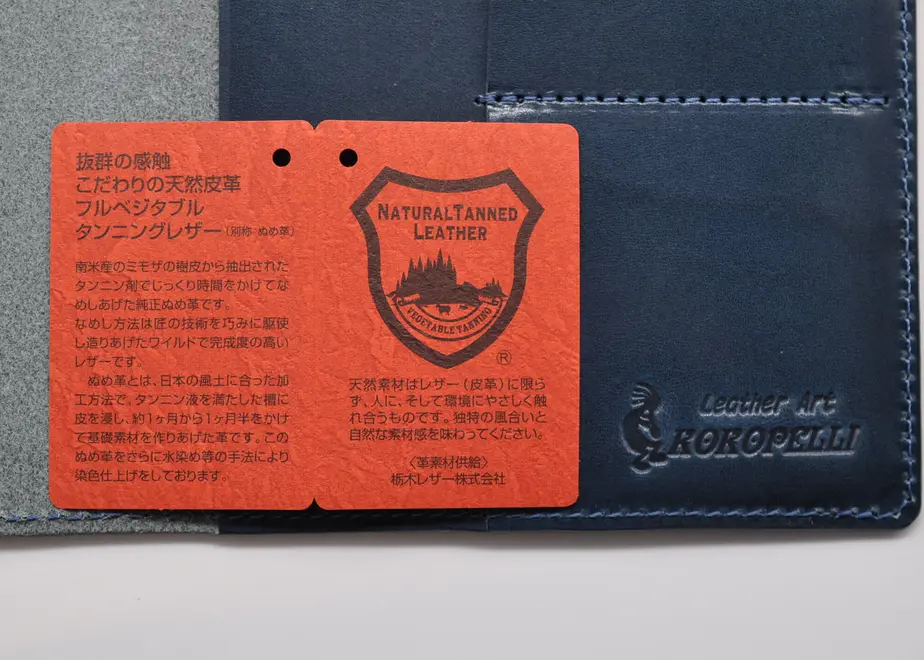 抜群の感触
こだわりの天然皮革
フルベジタブル
タンニングレザー（別称 ぬめ革）
南米産のミモザの樹皮から抽出された
タンニン剤でじっくり時間をかけてな
めしあげた純正ぬめ革です。
なめし方法は匠の技術を巧みに駆使
し造りあげたワイルドで完成度の高い
レザーです。
ぬめ革とは、日本の風土に合った加
工方法で、タンニン液を満たした槽に
皮を浸し、約1ヶ月から1ヶ月半をかけ
て基礎素材を作りあげた革です。この
ぬめ革をさらに水染め等の手法により
染色仕上げをしております。
NATURAL TANNED
LEATHER
VEGETABLE TANNING
®
天然素材はレザー（皮革）に限ら
ず、人に、そして環境にやさしく触
れ合うものです。独特の風合いと
自然な素材感を味わってください。
〈革素材供給〉
栃木レザー株式会社
Leather Art
KOKOPELLI